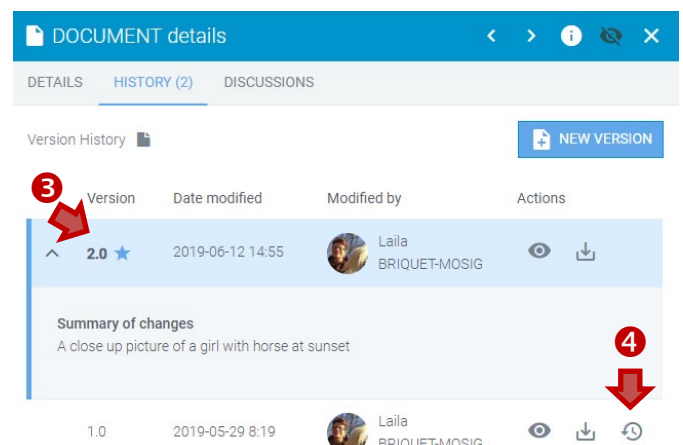 DOCUMENT details
DETAILS HISTORY (2) DISCUSSIONS
Version History NEW VERSION
3
Version Date modified Modified by Actions
2.0 2019-06-12 14:55 Laila BRIQUET-MOSIG
Summary of changes
A close up picture of a girl with horse at sunset
4
1.0 2019-05-29 8:19 Laila BRIQUET-MOSIG